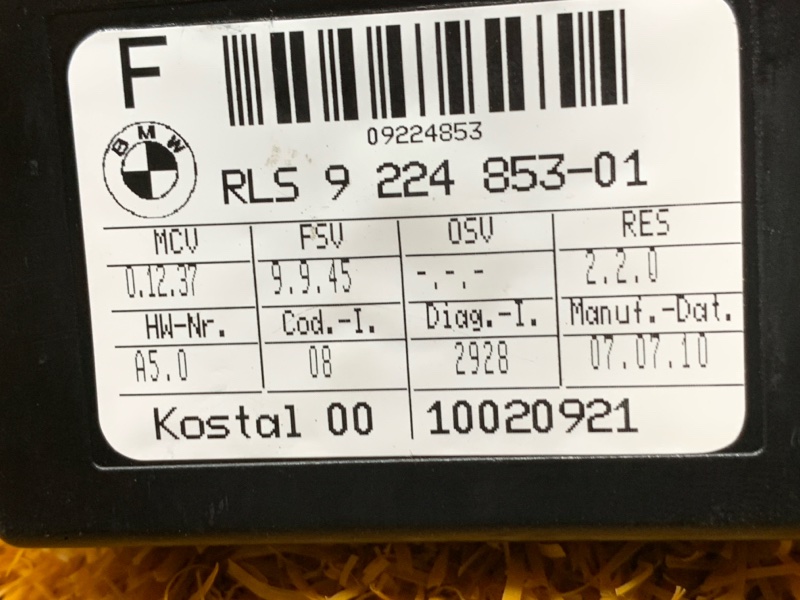 F
09224853
BMW
RLS 9 224 853-01
MCV FSV OSV RES
0.12.37 9.9.45 -.-.- 2.2.0
HW-Nr. Cod.-I. Diag.-I. Manuf.-Dat.
A5.0 08 2928 07.07.10
Kostal 00 10020921